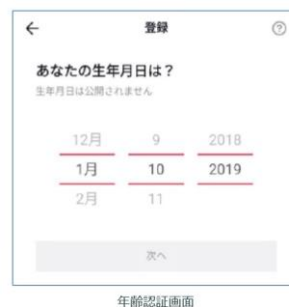 ← 登録 ?
あなたの生年月日は？
生年月日は公開されません
12月 9 2018
1月 10 2019
2月 11
次へ
年齢認証画面